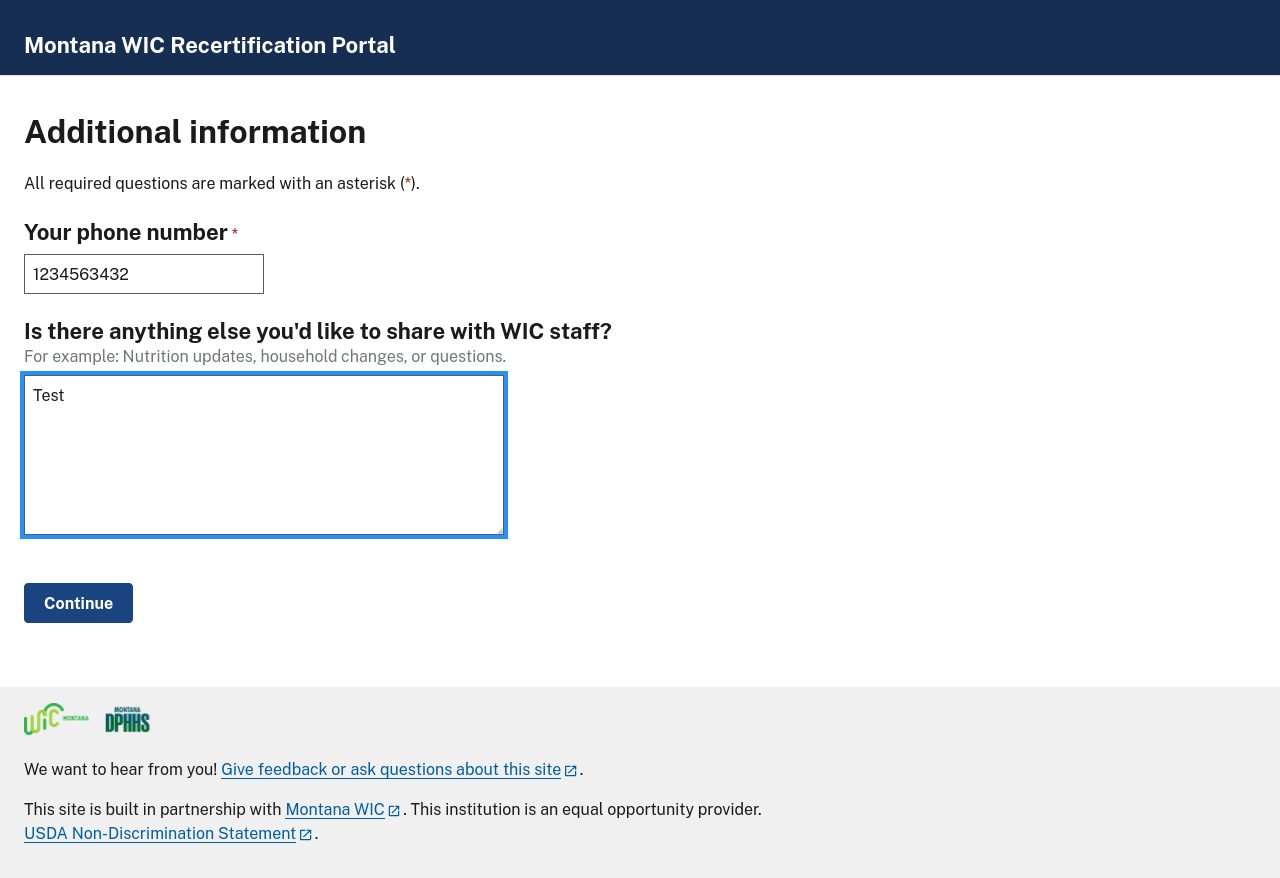 Montana WIC Recertification Portal
Additional information
All required questions are marked with an asterisk (*).
Your phone number *
1234563432
Is there anything else you'd like to share with WIC staff?
For example: Nutrition updates, household changes, or questions.
Test
Continue
WiC MONTANA MONTANA DPHHS
We want to hear from you! Give feedback or ask questions about this site .
This site is built in partnership with Montana WIC . This institution is an equal opportunity provider.
USDA Non-Discrimination Statement .